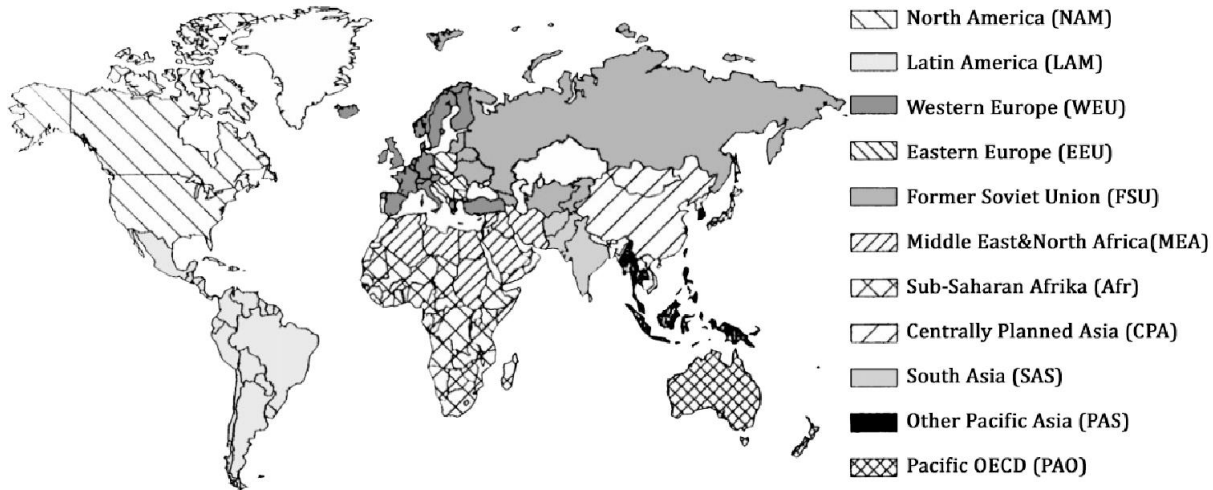 North America (NAM)
Latin America (LAM)
Western Europe (WEU)
Eastern Europe (EEU)
Former Soviet Union (FSU)
Middle East&North Africa(MEA)
Sub-Saharan Afrika (Afr)
Centrally Planned Asia (CPA)
South Asia (SAS)
Other Pacific Asia (PAS)
Pacific OECD (PAO)